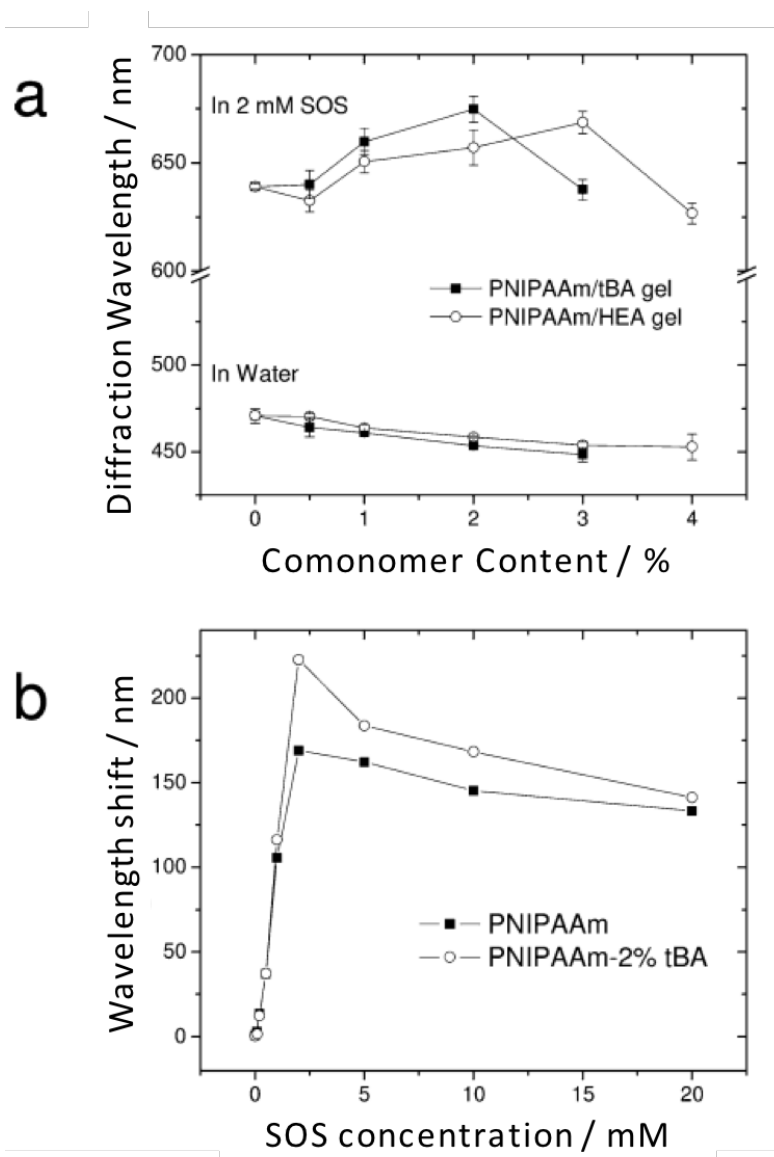 a
Diffraction Wavelength / nm
700
650
600
500
450
In 2 mM SOS
PNIPAAm/tBA gel
PNIPAAm/HEA gel
In Water
0 1 2 3 4
Comonomer Content / %
b
Wavelength shift / nm
200
150
100
50
0
PNIPAAm
PNIPAAm-2% tBA
0 5 10 15 20
SOS concentration / mM